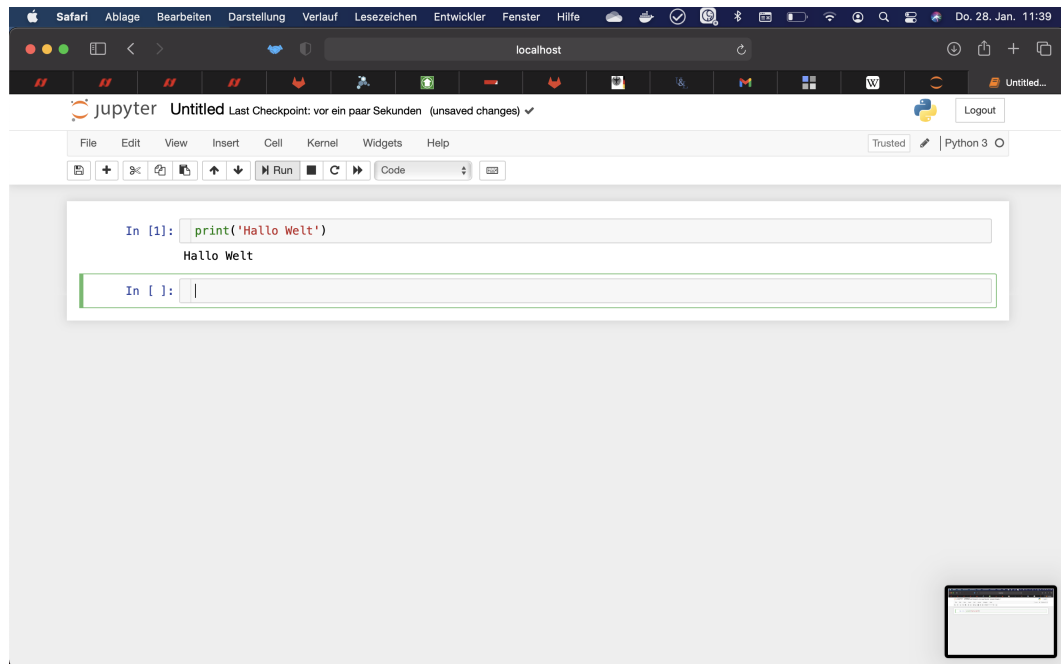 Safari Ablage Bearbeiten Darstellung Verlauf Lesezeichen Entwickler Fenster Hilfe Do. 28. Jan. 11:39
localhost
W Untitled...
jupyter Untitled Last Checkpoint: vor ein paar Sekunden (unsaved changes) Logout
File Edit View Insert Cell Kernel Widgets Help Trusted Python 3
Run Code
In [1]: print('Hallo Welt')
Hallo Welt
In [ ]: